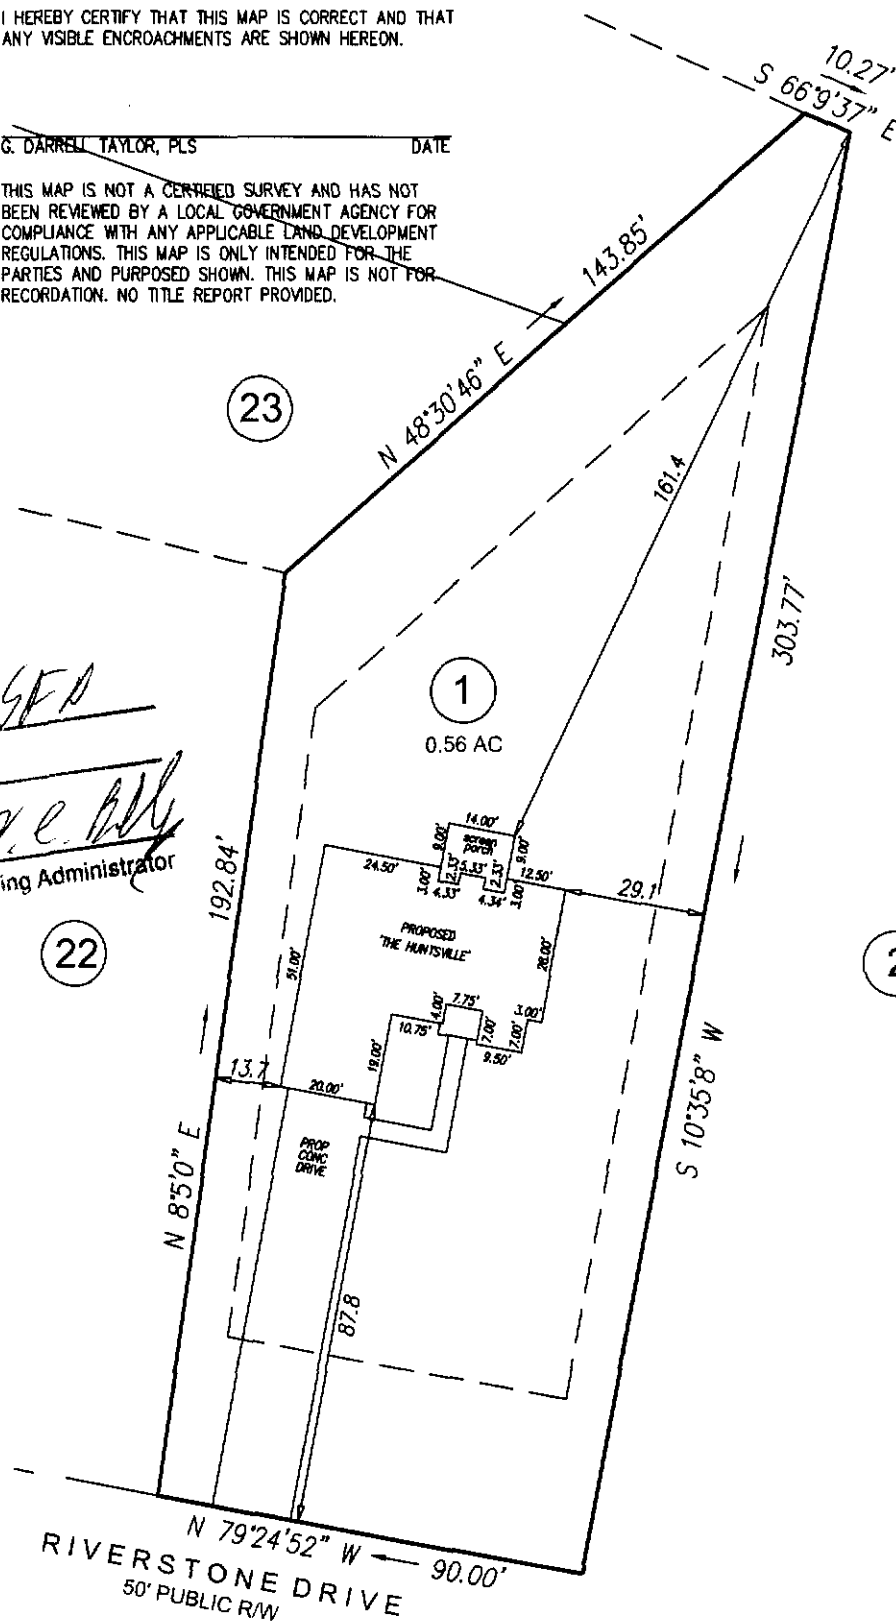 I HEREBY CERTIFY THAT THIS MAP IS CORRECT AND THAT
ANY VISIBLE ENCROACHMENTS ARE SHOWN HEREON.
G. DARRELL TAYLOR, PLS
DATE
THIS MAP IS NOT A CERTIFIED SURVEY AND HAS NOT
BEEN REVIEWED BY A LOCAL GOVERNMENT AGENCY FOR
COMPLIANCE WITH ANY APPLICABLE LAND DEVELOPMENT
REGULATIONS. THIS MAP IS ONLY INTENDED FOR THE
PARTIES AND PURPOSED SHOWN. THIS MAP IS NOT FOR
RECORDATION. NO TITLE REPORT PROVIDED.
10.27'
S 66°9'37" E
143.85'
N 48°30'46" E
23
161.4
303.77'
1
0.56 AC
SFD
ing Administrator
192.84'
22
14.00'
screen
porch
9.00'
9.00'
24.50'
3.00'
2.33'
5.33'
2.33'
12.50'
4.33'
4.34'
3.00'
29.1
PROPOSED
'THE HUNTSVILLE'
51.00'
28.00'
7.75'
4.00'
3.00'
10.75'
7.00'
7.00'
9.50'
19.00'
13.7
20.00'
PROP
CONC
DRIVE
S 10°35'8" W
N 8°5'0" E
87.8
N 79°24'52" W
90.00'
RIVERSTONE DRIVE
50' PUBLIC R/W